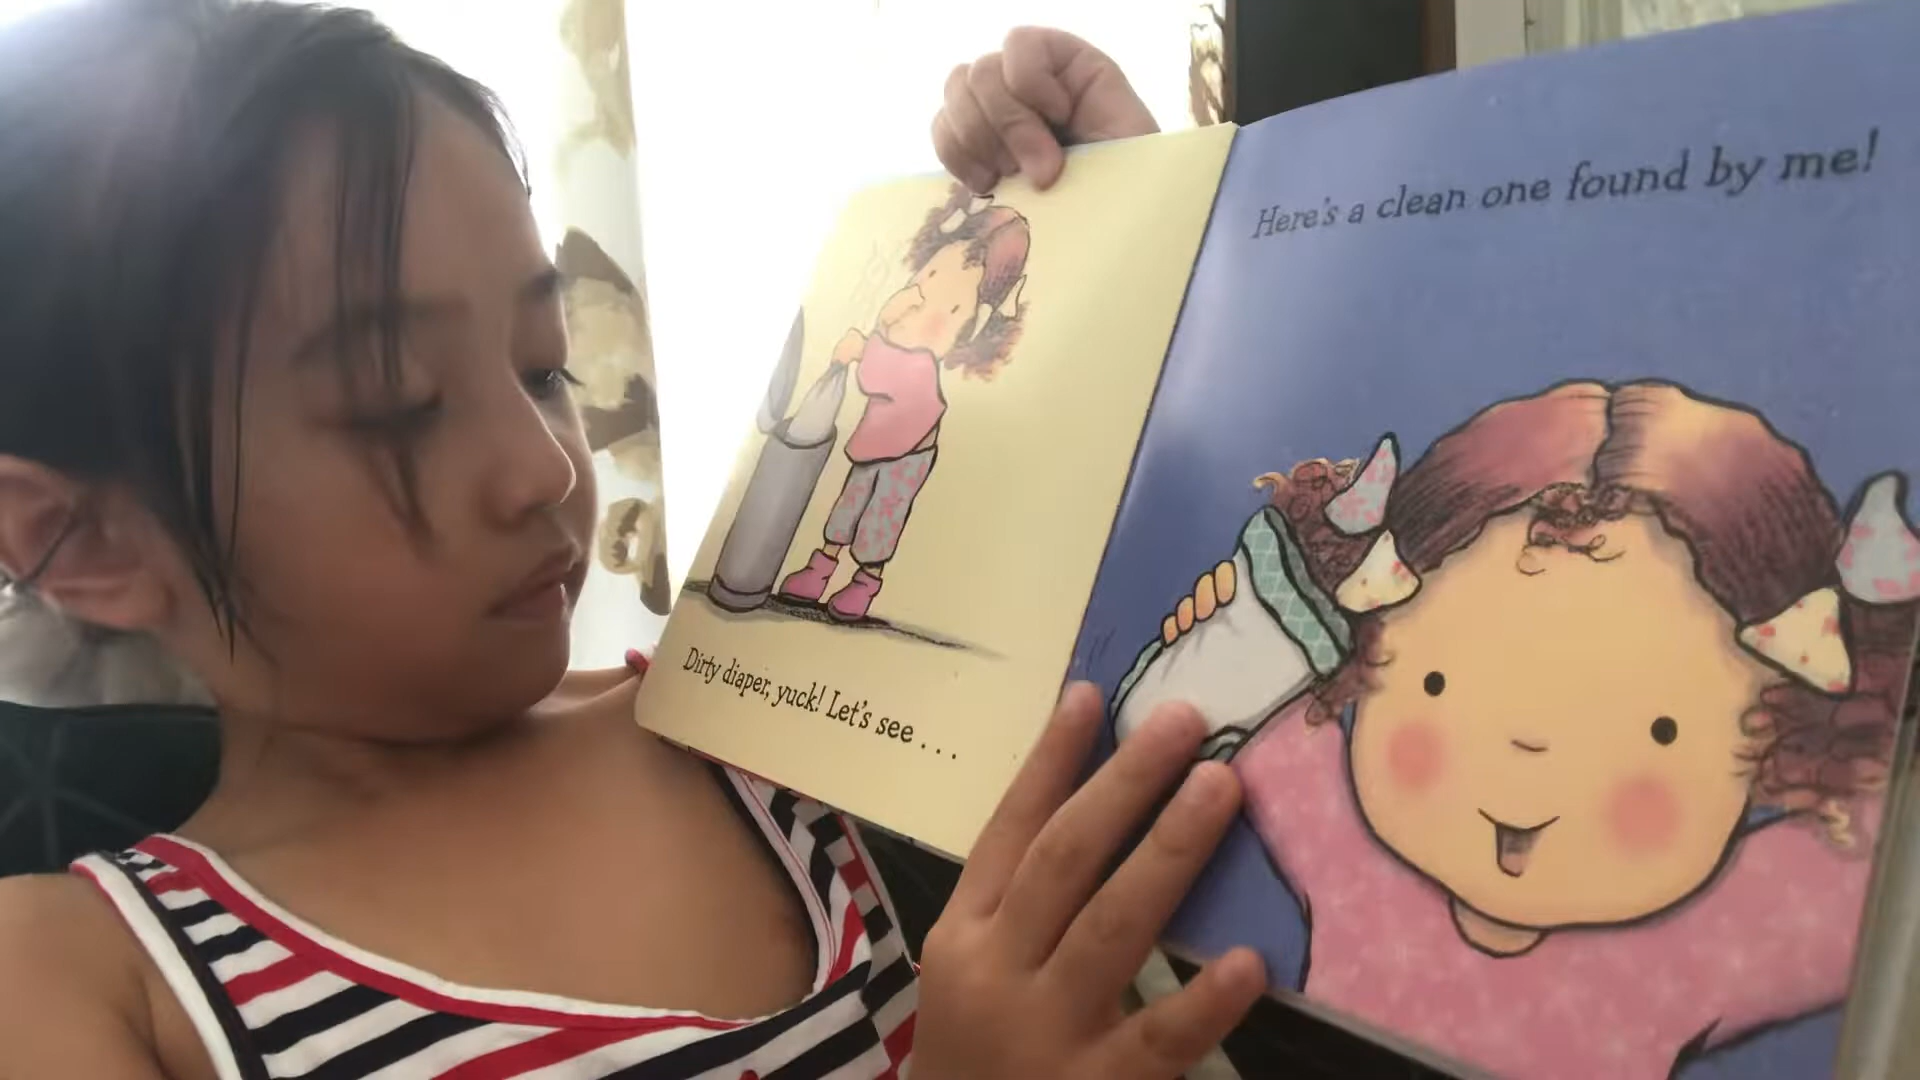 Dirty diaper, yuck! Let's see . . .
Here's a clean one found by me!